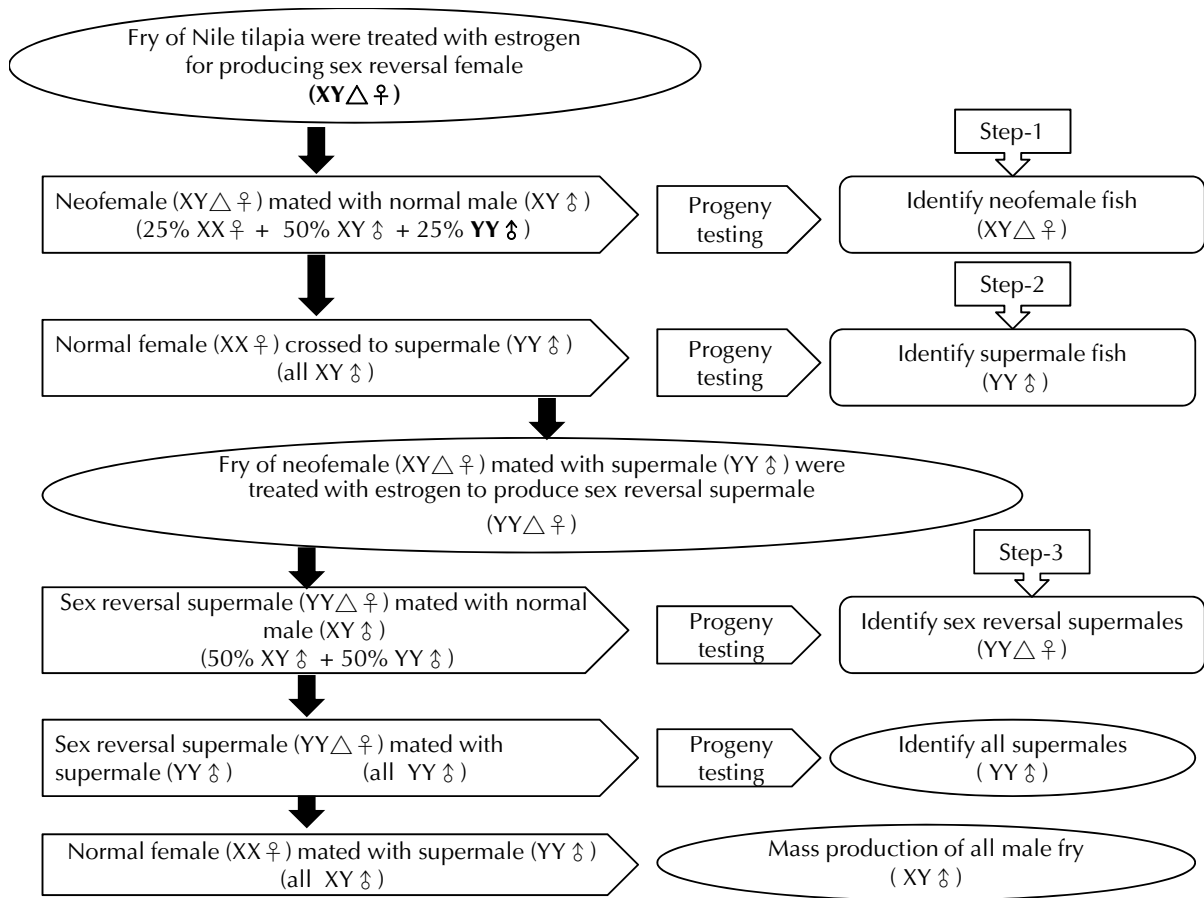 Fry of Nile tilapia were treated with estrogen
for producing sex reversal female
(XY△♀)
Step-1
Neofemale (XY△♀) mated with normal male (XY♂)
(25% XX♀ + 50% XY♂ + 25% YY♂)
Progeny
testing
Identify neofemale fish
(XY△♀)
Step-2
Normal female (XX♀) crossed to supermale (YY♂)
(all XY♂)
Progeny
testing
Identify supermale fish
(YY♂)
Fry of neofemale (XY△♀) mated with supermale (YY♂) were
treated with estrogen to produce sex reversal supermale
(YY△♀)
Step-3
Sex reversal supermale (YY△♀) mated with normal
male (XY♂)
(50% XY♂ + 50% YY♂)
Progeny
testing
Identify sex reversal supermales
(YY△♀)
Sex reversal supermale (YY△♀) mated with
supermale (YY♂) (all YY♂)
Progeny
testing
Identify all supermales
( YY♂)
Normal female (XX♀) mated with supermale (YY♂)
(all XY♂)
Mass production of all male fry
( XY♂)